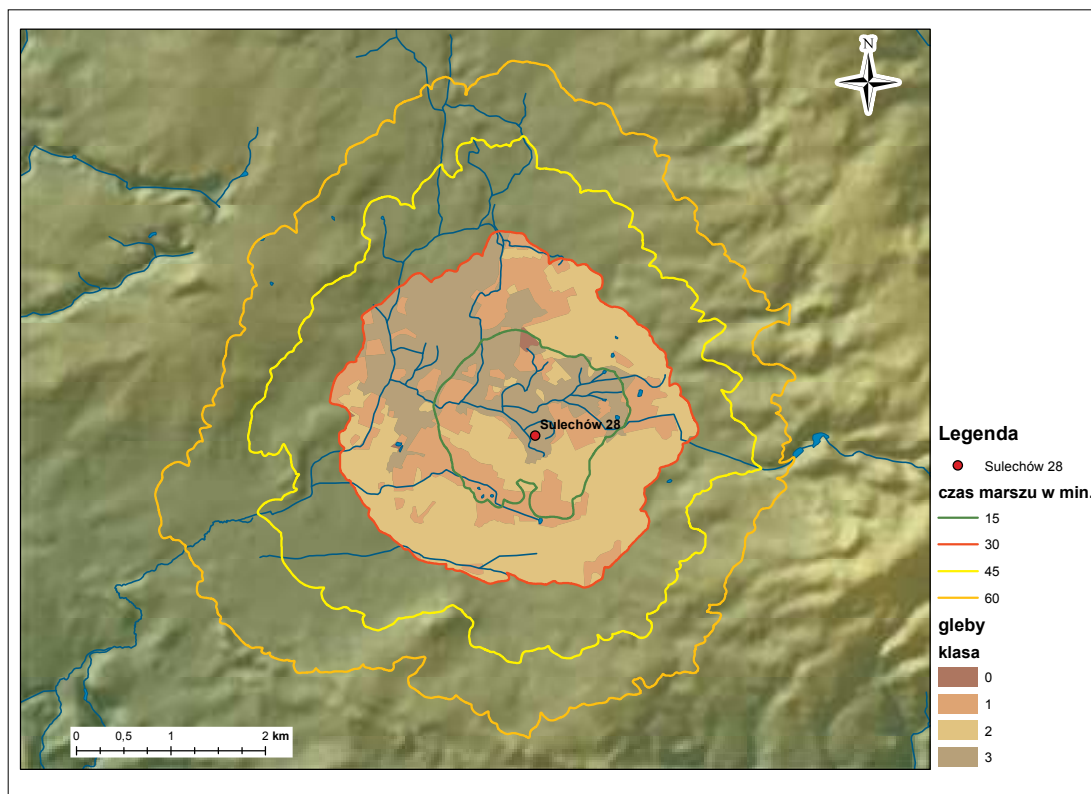 N
Sulechów 28
0 0,5 1 2 km
Legenda
Sulechów 28
czas marszu w min.
15
30
45
60
gleby
klasa
0
1
2
3